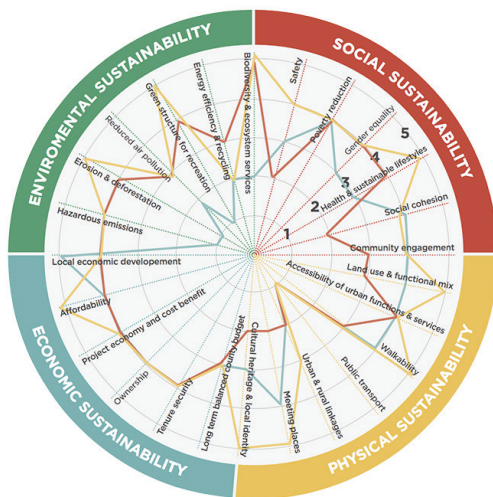 ENVIROMENTAL SUSTAINABILITY
SOCIAL SUSTAINABILITY
PHYSICAL SUSTAINABILITY
ECONOMIC SUSTAINABILITY
Biodiversity & ecosystem services
Safety
Poverty reduction
Gender equality
Health & sustainable lifestyles
Social cohesion
Community engagement
Land use & functional mix
Accessibility of urban functions & services
Walkability
Public transport
Urban & rural linkages
Meeting places
Cultural heritage & local identity
Long term balanced county budget
Tenure security
Ownership
Project economy and cost benefit
Affordability
Local economic developement
Hazardous emissions
Erosion & deforestation
Reduced air pollution
Green structure for recreation
Energy efficiency & recycling
1
2
3
4
5